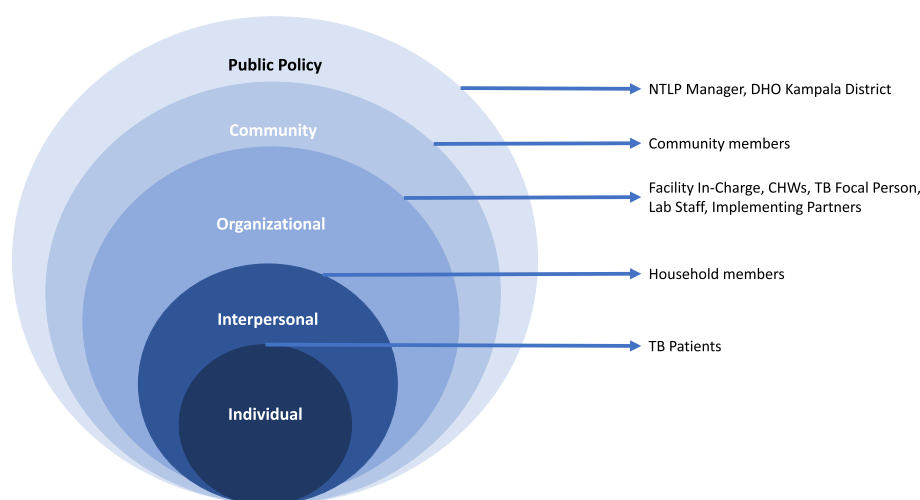 Public Policy
NTLP Manager, DHO Kampala District
Community
Community members
Facility In-Charge, CHWs, TB Focal Person,
Lab Staff, Implementing Partners
Organizational
Household members
Interpersonal
TB Patients
Individual